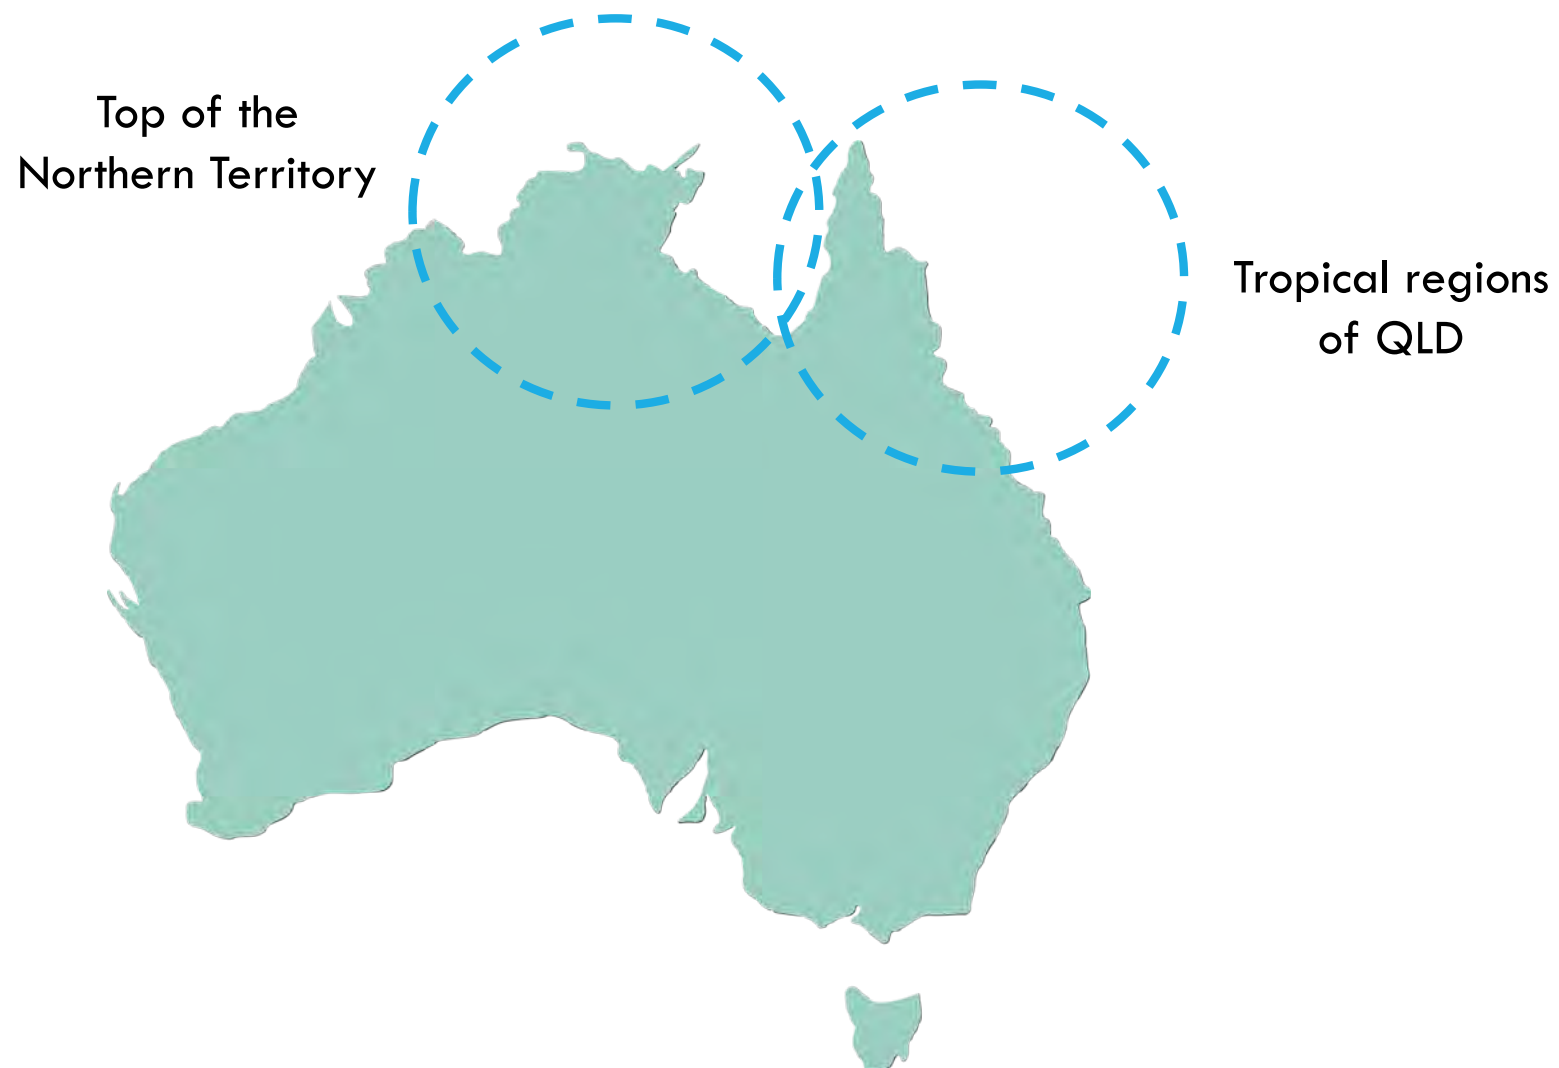 Top of the
Northern Territory
Tropical regions
of QLD